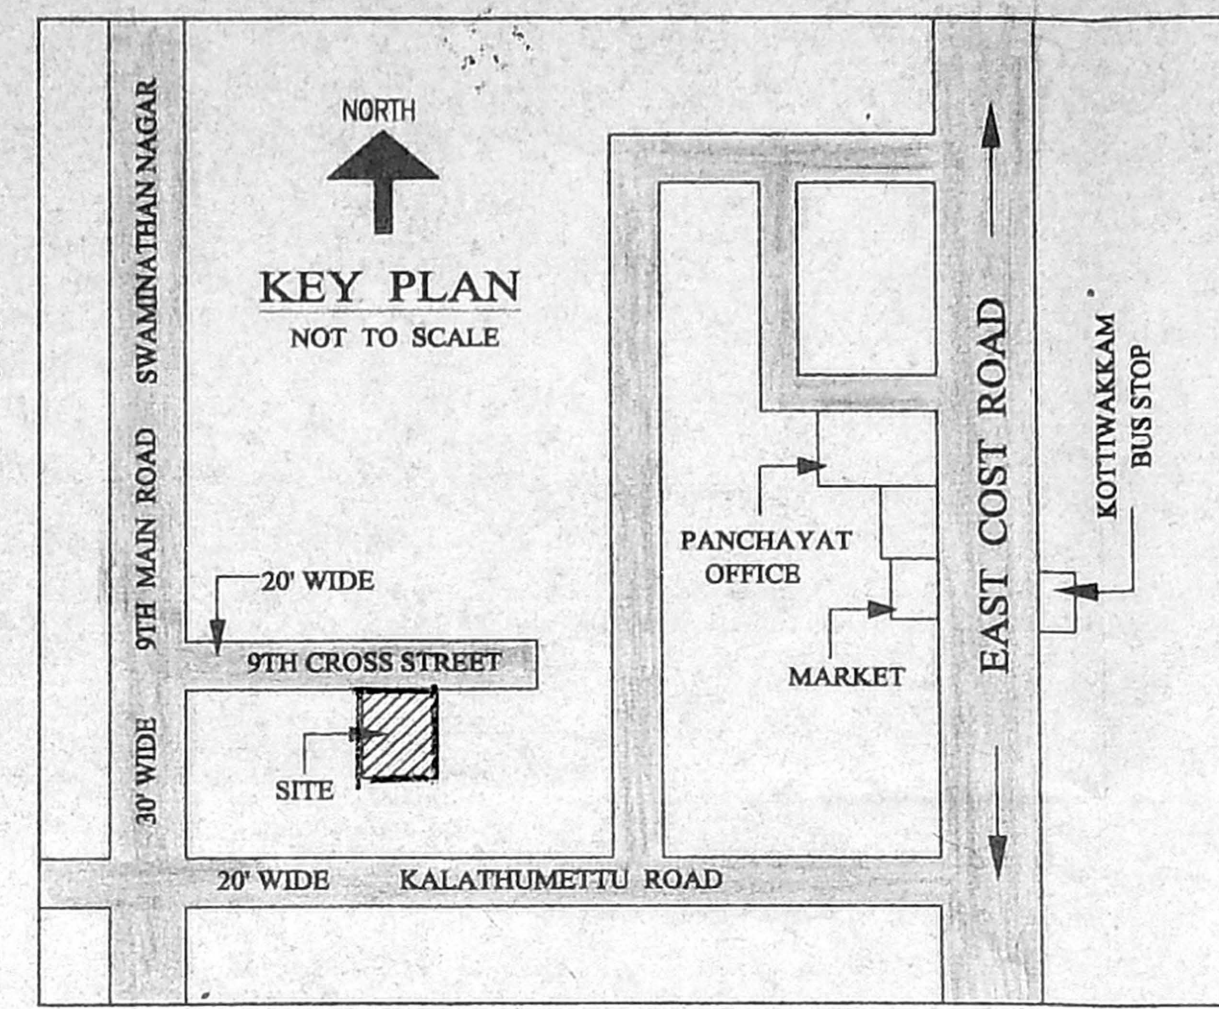 NORTH
KEY PLAN
NOT TO SCALE
30' WIDE 9TH MAIN ROAD SWAMINATHAN NAGAR
20' WIDE
9TH CROSS STREET
SITE
20' WIDE KALATHUMETTU ROAD
PANCHAYAT
OFFICE
MARKET
EAST COST ROAD
KOTTIWAKKAM
BUS STOP